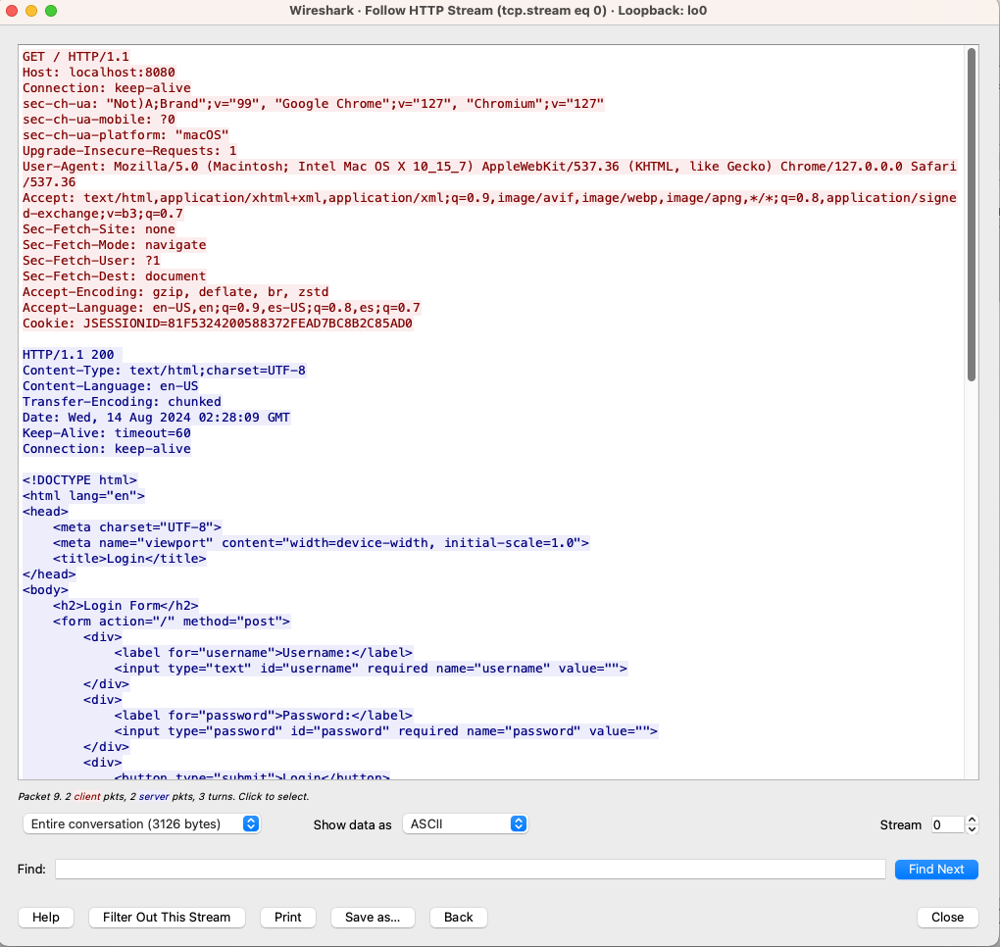 Wireshark · Follow HTTP Stream (tcp.stream eq 0) · Loopback: lo0
GET / HTTP/1.1
Host: localhost:8080
Connection: keep-alive
sec-ch-ua: "Not)A;Brand";v="99", "Google Chrome";v="127", "Chromium";v="127"
sec-ch-ua-mobile: ?0
sec-ch-ua-platform: "macOS"
Upgrade-Insecure-Requests: 1
User-Agent: Mozilla/5.0 (Macintosh; Intel Mac OS X 10_15_7) AppleWebKit/537.36 (KHTML, like Gecko) Chrome/127.0.0.0 Safari
/537.36
Accept: text/html,application/xhtml+xml,application/xml;q=0.9,image/avif,image/webp,image/apng,*/*;q=0.8,application/signe
d-exchange;v=b3;q=0.7
Sec-Fetch-Site: none
Sec-Fetch-Mode: navigate
Sec-Fetch-User: ?1
Sec-Fetch-Dest: document
Accept-Encoding: gzip, deflate, br, zstd
Accept-Language: en-US,en;q=0.9,es-US;q=0.8,es;q=0.7
Cookie: JSESSIONID=81F5324200588372FEAD7BC8B2C85AD0
HTTP/1.1 200
Content-Type: text/html;charset=UTF-8
Content-Language: en-US
Transfer-Encoding: chunked
Date: Wed, 14 Aug 2024 02:28:09 GMT
Keep-Alive: timeout=60
Connection: keep-alive
<!DOCTYPE html>
<html lang="en">
<head>
    <meta charset="UTF-8">
    <meta name="viewport" content="width=device-width, initial-scale=1.0">
    <title>Login</title>
</head>
<body>
    <h2>Login Form</h2>
    <form action="/" method="post">
        <div>
            <label for="username">Username:</label>
            <input type="text" id="username" required name="username" value="">
        </div>
        <div>
            <label for="password">Password:</label>
            <input type="password" id="password" required name="password" value="">
        </div>
        <div>
            <button type="submit">Login</button>
Packet 9. 2 client pkts, 2 server pkts, 3 turns. Click to select.
Entire conversation (3126 bytes) Show data as ASCII Stream 0
Find: Find Next
Help Filter Out This Stream Print Save as... Back Close